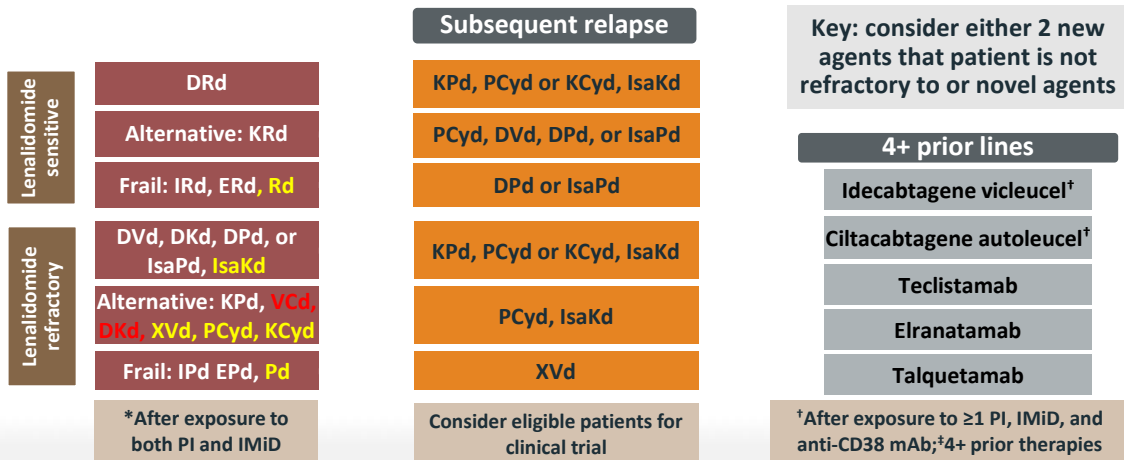 Subsequent relapse
Key: consider either 2 new
agents that patient is not
refractory to or novel agents
Lenalidomide
sensitive
DRd
Alternative: KRd
Frail: IRd, ERd, Rd
KPd, PCyd or KCyd, IsaKd
PCyd, DVd, DPd, or IsaPd
DPd or IsaPd
Lenalidomide
refractory
DVd, DKd, DPd, or
IsaPd, IsaKd
Alternative: KPd, VCd,
DKd, XVd, PCyd, KCyd
Frail: IPd EPd, Pd
KPd, PCyd or KCyd, IsaKd
PCyd, IsaKd
XVd
4+ prior lines
Idecabtagene vicleucel†
Ciltacabtagene autoleucel†
Teclistamab
Elranatamab
Talquetamab
*After exposure to
both PI and IMiD
Consider eligible patients for
clinical trial
†After exposure to ≥1 PI, IMiD, and
anti-CD38 mAb;‡4+ prior therapies